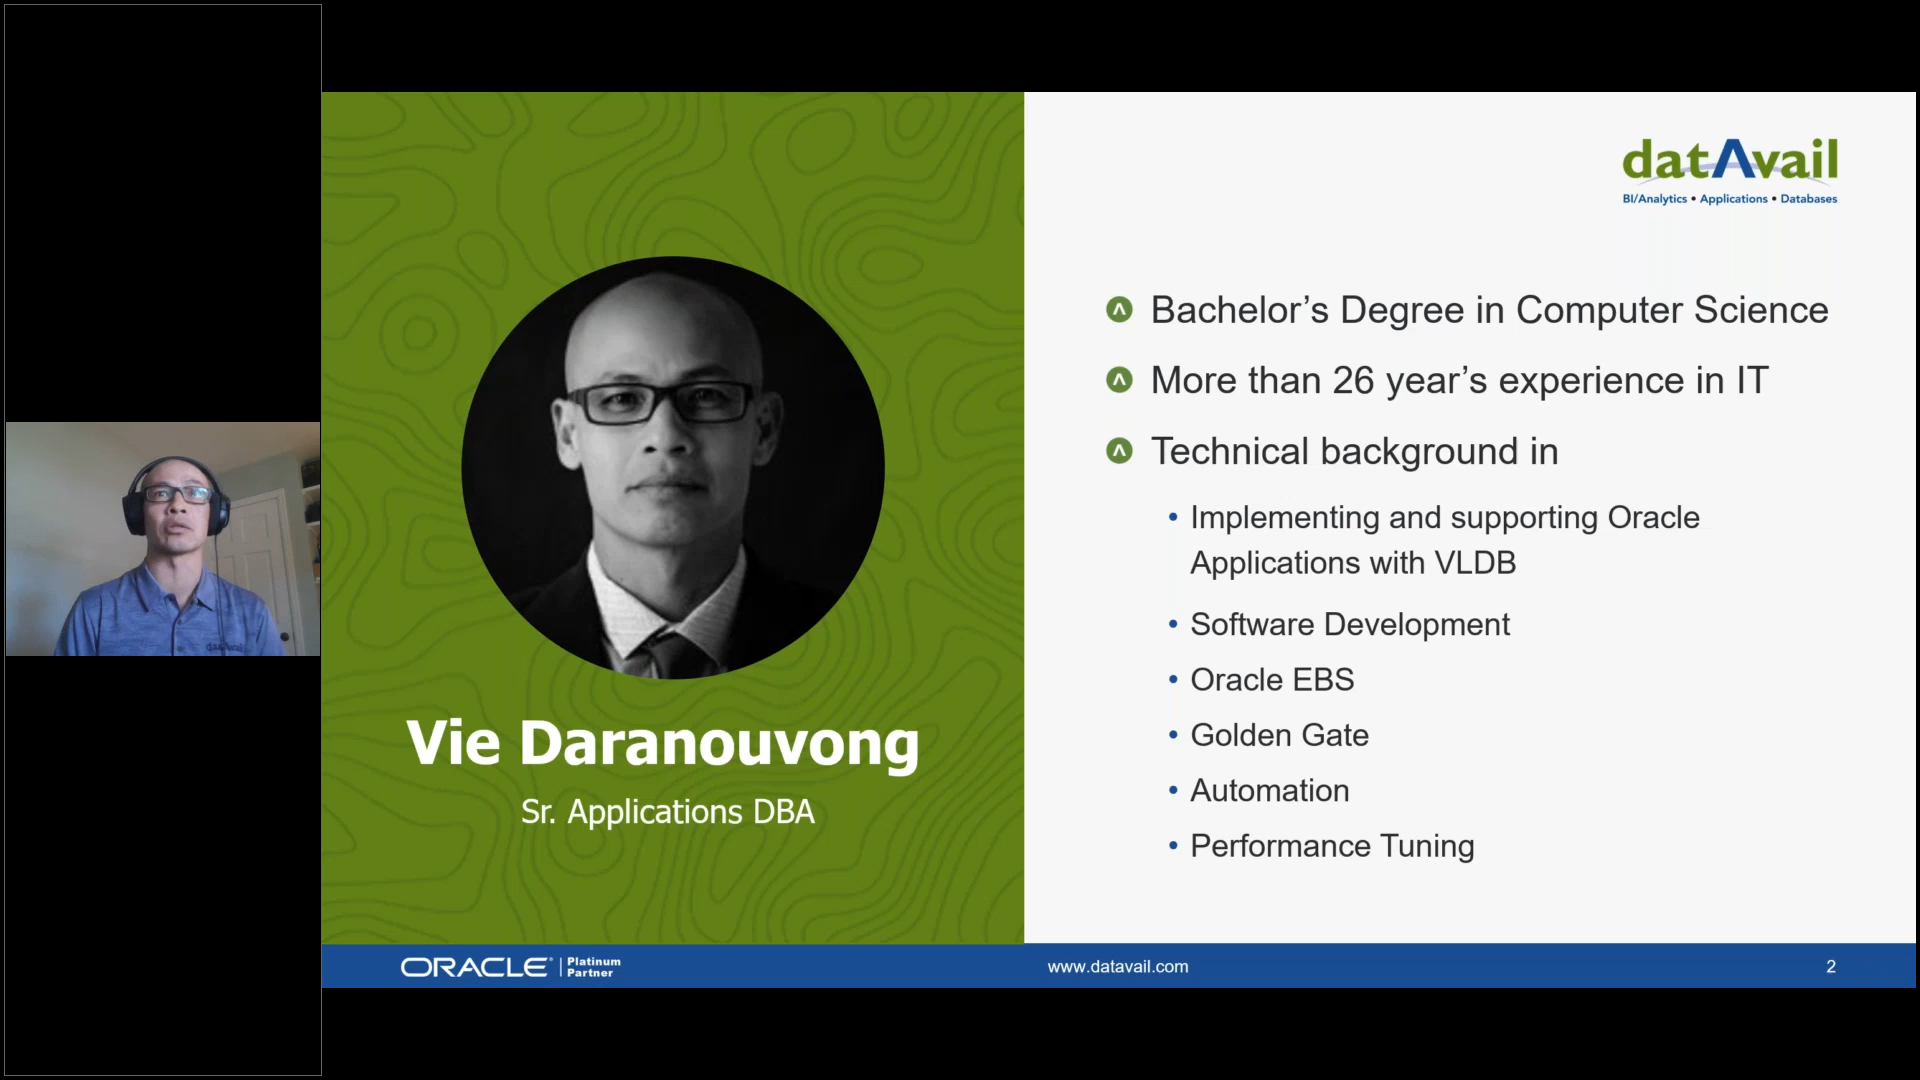 datAvail
BI/Analytics • Applications • Databases
Bachelor’s Degree in Computer Science
More than 26 year’s experience in IT
Technical background in
• Implementing and supporting Oracle
Applications with VLDB
• Software Development
• Oracle EBS
• Golden Gate
• Automation
• Performance Tuning
Vie Daranouvong
Sr. Applications DBA
datAvail
ORACLE® | Platinum
Partner
www.datavail.com
2